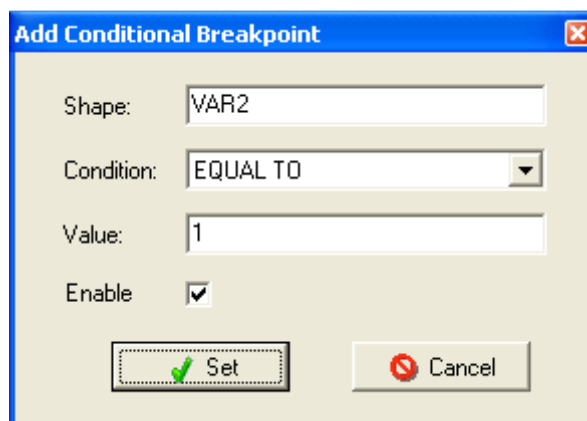 Add Conditional Breakpoint
Shape: VAR2
Condition: EQUAL TO
Value: 1
Enable
Set Cancel